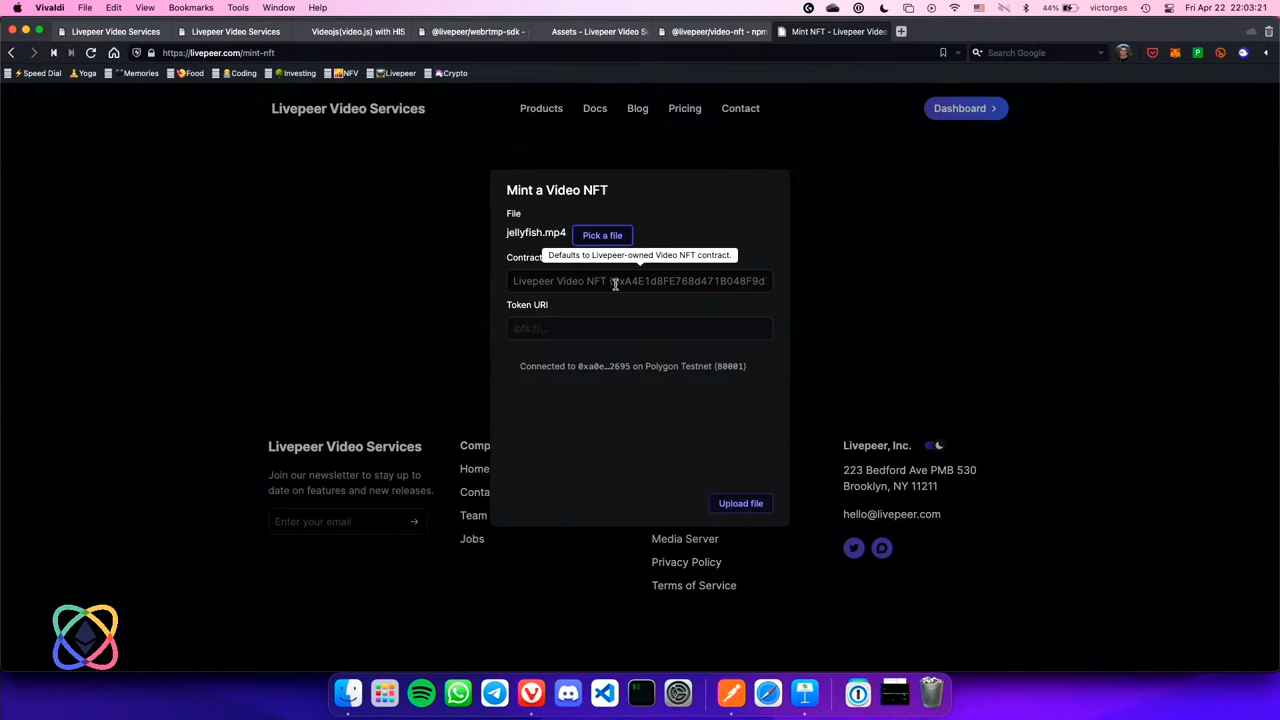 Vivaldi File Edit View Bookmarks Tools Window Help
44% victorges Fri Apr 22 23:03:21
Livepeer Video Services
Livepeer Video Services
Videojs(video.js) with HIS
@livepeer/webrtmp-sdk -
Assets - Livepeer Video S
@livepeer/video-nft - npm
Mint NFT - Livepeer Video
https://livepeer.com/mint-nft
Search Google
Speed Dial Yoga Memories Food Coding Investing NFV Livepeer Crypto
Livepeer Video Services
Products Docs Blog Pricing Contact
Dashboard
Mint a Video NFT
File
jellyfish.mp4 Pick a file
Defaults to Livepeer-owned Video NFT contract.
Contract
Livepeer Video NFT (0xA4E1d8FE768d471B048F9d
Token URI
ipfs://...
Connected to 0xa0e…2695 on Polygon Testnet (80001)
Upload file
Livepeer Video Services
Join our newsletter to stay up to
date on features and new releases.
Enter your email
Comp
Home
Conta
Team
Jobs
Media Server
Privacy Policy
Terms of Service
Livepeer, Inc.
223 Bedford Ave PMB 530
Brooklyn, NY 11211
hello@livepeer.com